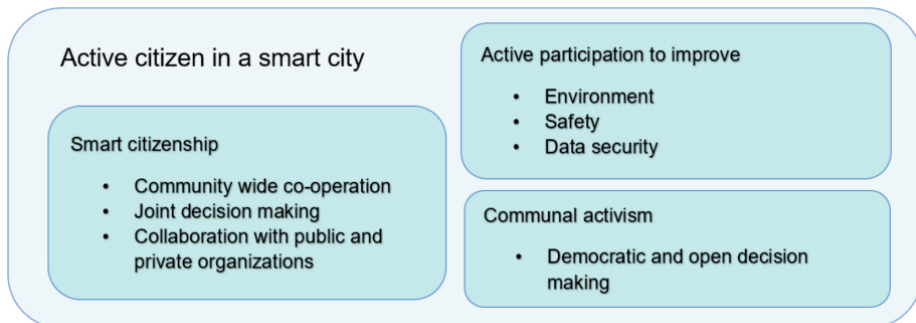 Active citizen in a smart city
Smart citizenship
• Community wide co-operation
• Joint decision making
• Collaboration with public and
private organizations
Active participation to improve
• Environment
• Safety
• Data security
Communal activism
• Democratic and open decision
making